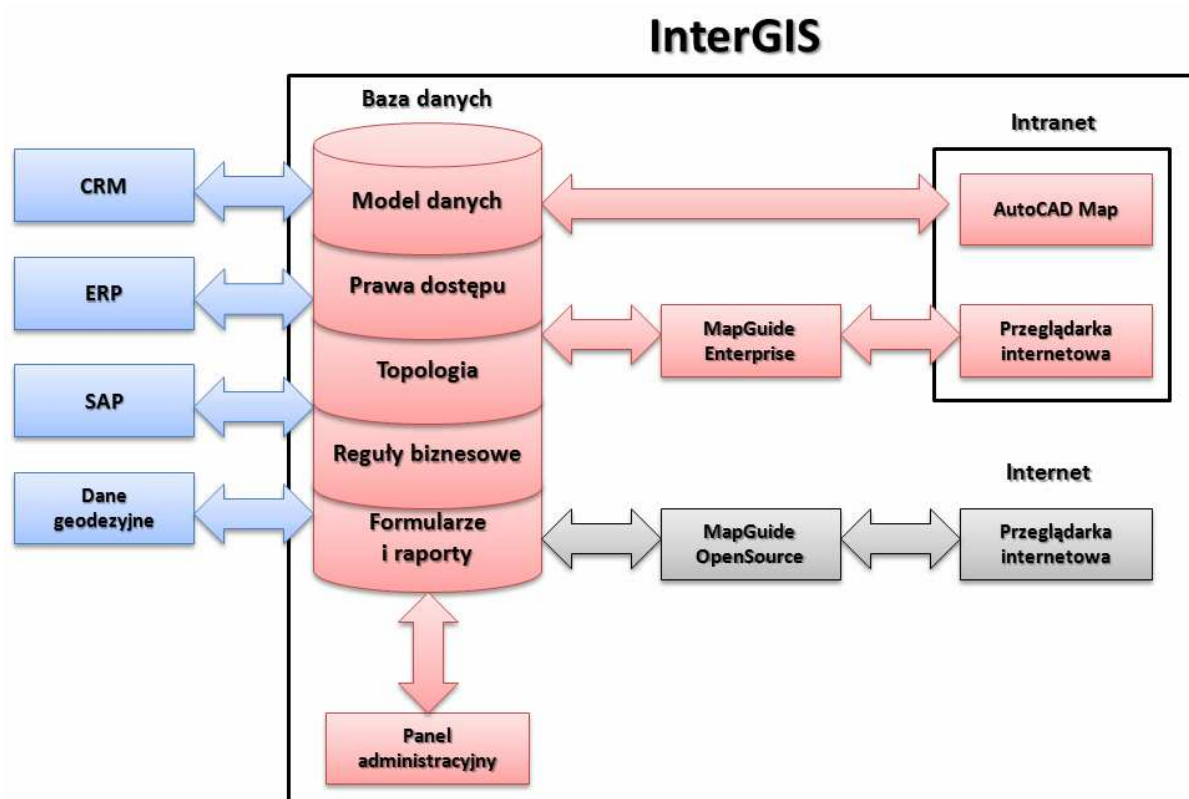 InterGIS
Baza danych
Intranet
CRM
Model danych
AutoCAD Map
ERP
Prawa dostępu
MapGuide
Enterprise
Przeglądarka
internetowa
Topologia
SAP
Reguły biznesowe
Internet
Dane
geodezyjne
Formularze
i raporty
MapGuide
OpenSource
Przeglądarka
internetowa
Panel
administracyjny